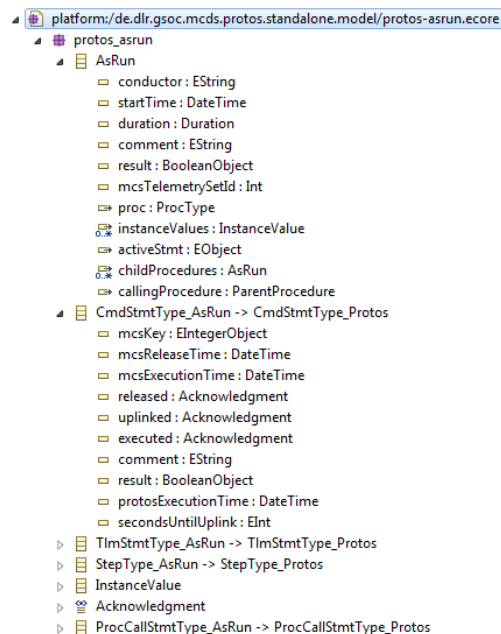 platform:/de.dlr.gsoc.mcds.protos.standalone.model/protos-asrun.ecore
protos_asrun
AsRun
conductor : EString
startTime : DateTime
duration : Duration
comment : EString
result : BooleanObject
mcsTelemetrySetId : Int
proc : ProcType
0..* instanceValues : InstanceValue
activeStmt : EObject
0..* childProcedures : AsRun
callingProcedure : ParentProcedure
CmdStmtType_AsRun -> CmdStmtType_Protos
mcsKey : EIntegerObject
mcsReleaseTime : DateTime
mcsExecutionTime : DateTime
released : Acknowledgment
uplinked : Acknowledgment
executed : Acknowledgment
comment : EString
result : BooleanObject
protosExecutionTime : DateTime
secondsUntilUplink : EInt
TlmStmtType_AsRun -> TlmStmtType_Protos
StepType_AsRun -> StepType_Protos
InstanceValue
Acknowledgment
ProcCallStmtType_AsRun -> ProcCallStmtType_Protos